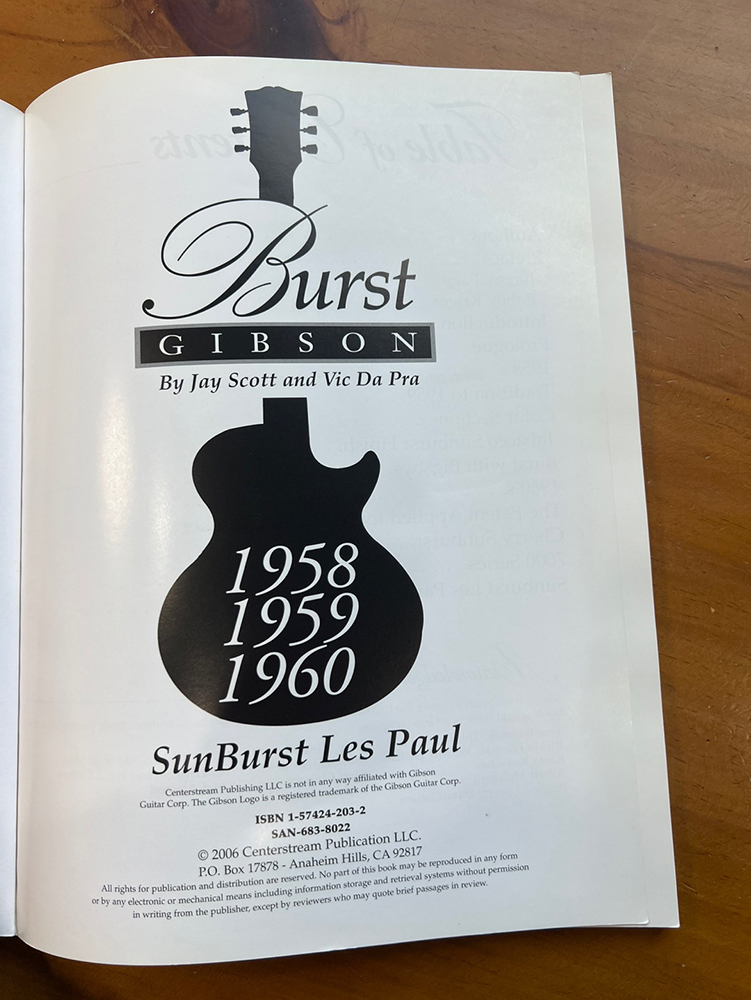 Burst
GIBSON
By Jay Scott and Vic Da Pra
1958
1959
1960
SunBurst Les Paul
Centerstream Publishing LLC is not in any way affiliated with Gibson
Guitar Corp. The Gibson Logo is a registered trademark of the Gibson Guitar Corp.
ISBN 1-57424-203-2
SAN-683-8022
© 2006 Centerstream Publication LLC.
P.O. Box 17878 - Anaheim Hills, CA 92817
All rights for publication and distribution are reserved. No part of this book may be reproduced in any form
or by any electronic or mechanical means including information storage and retrieval systems without permission
in writing from the publisher, except by reviewers who may quote brief passages in review.